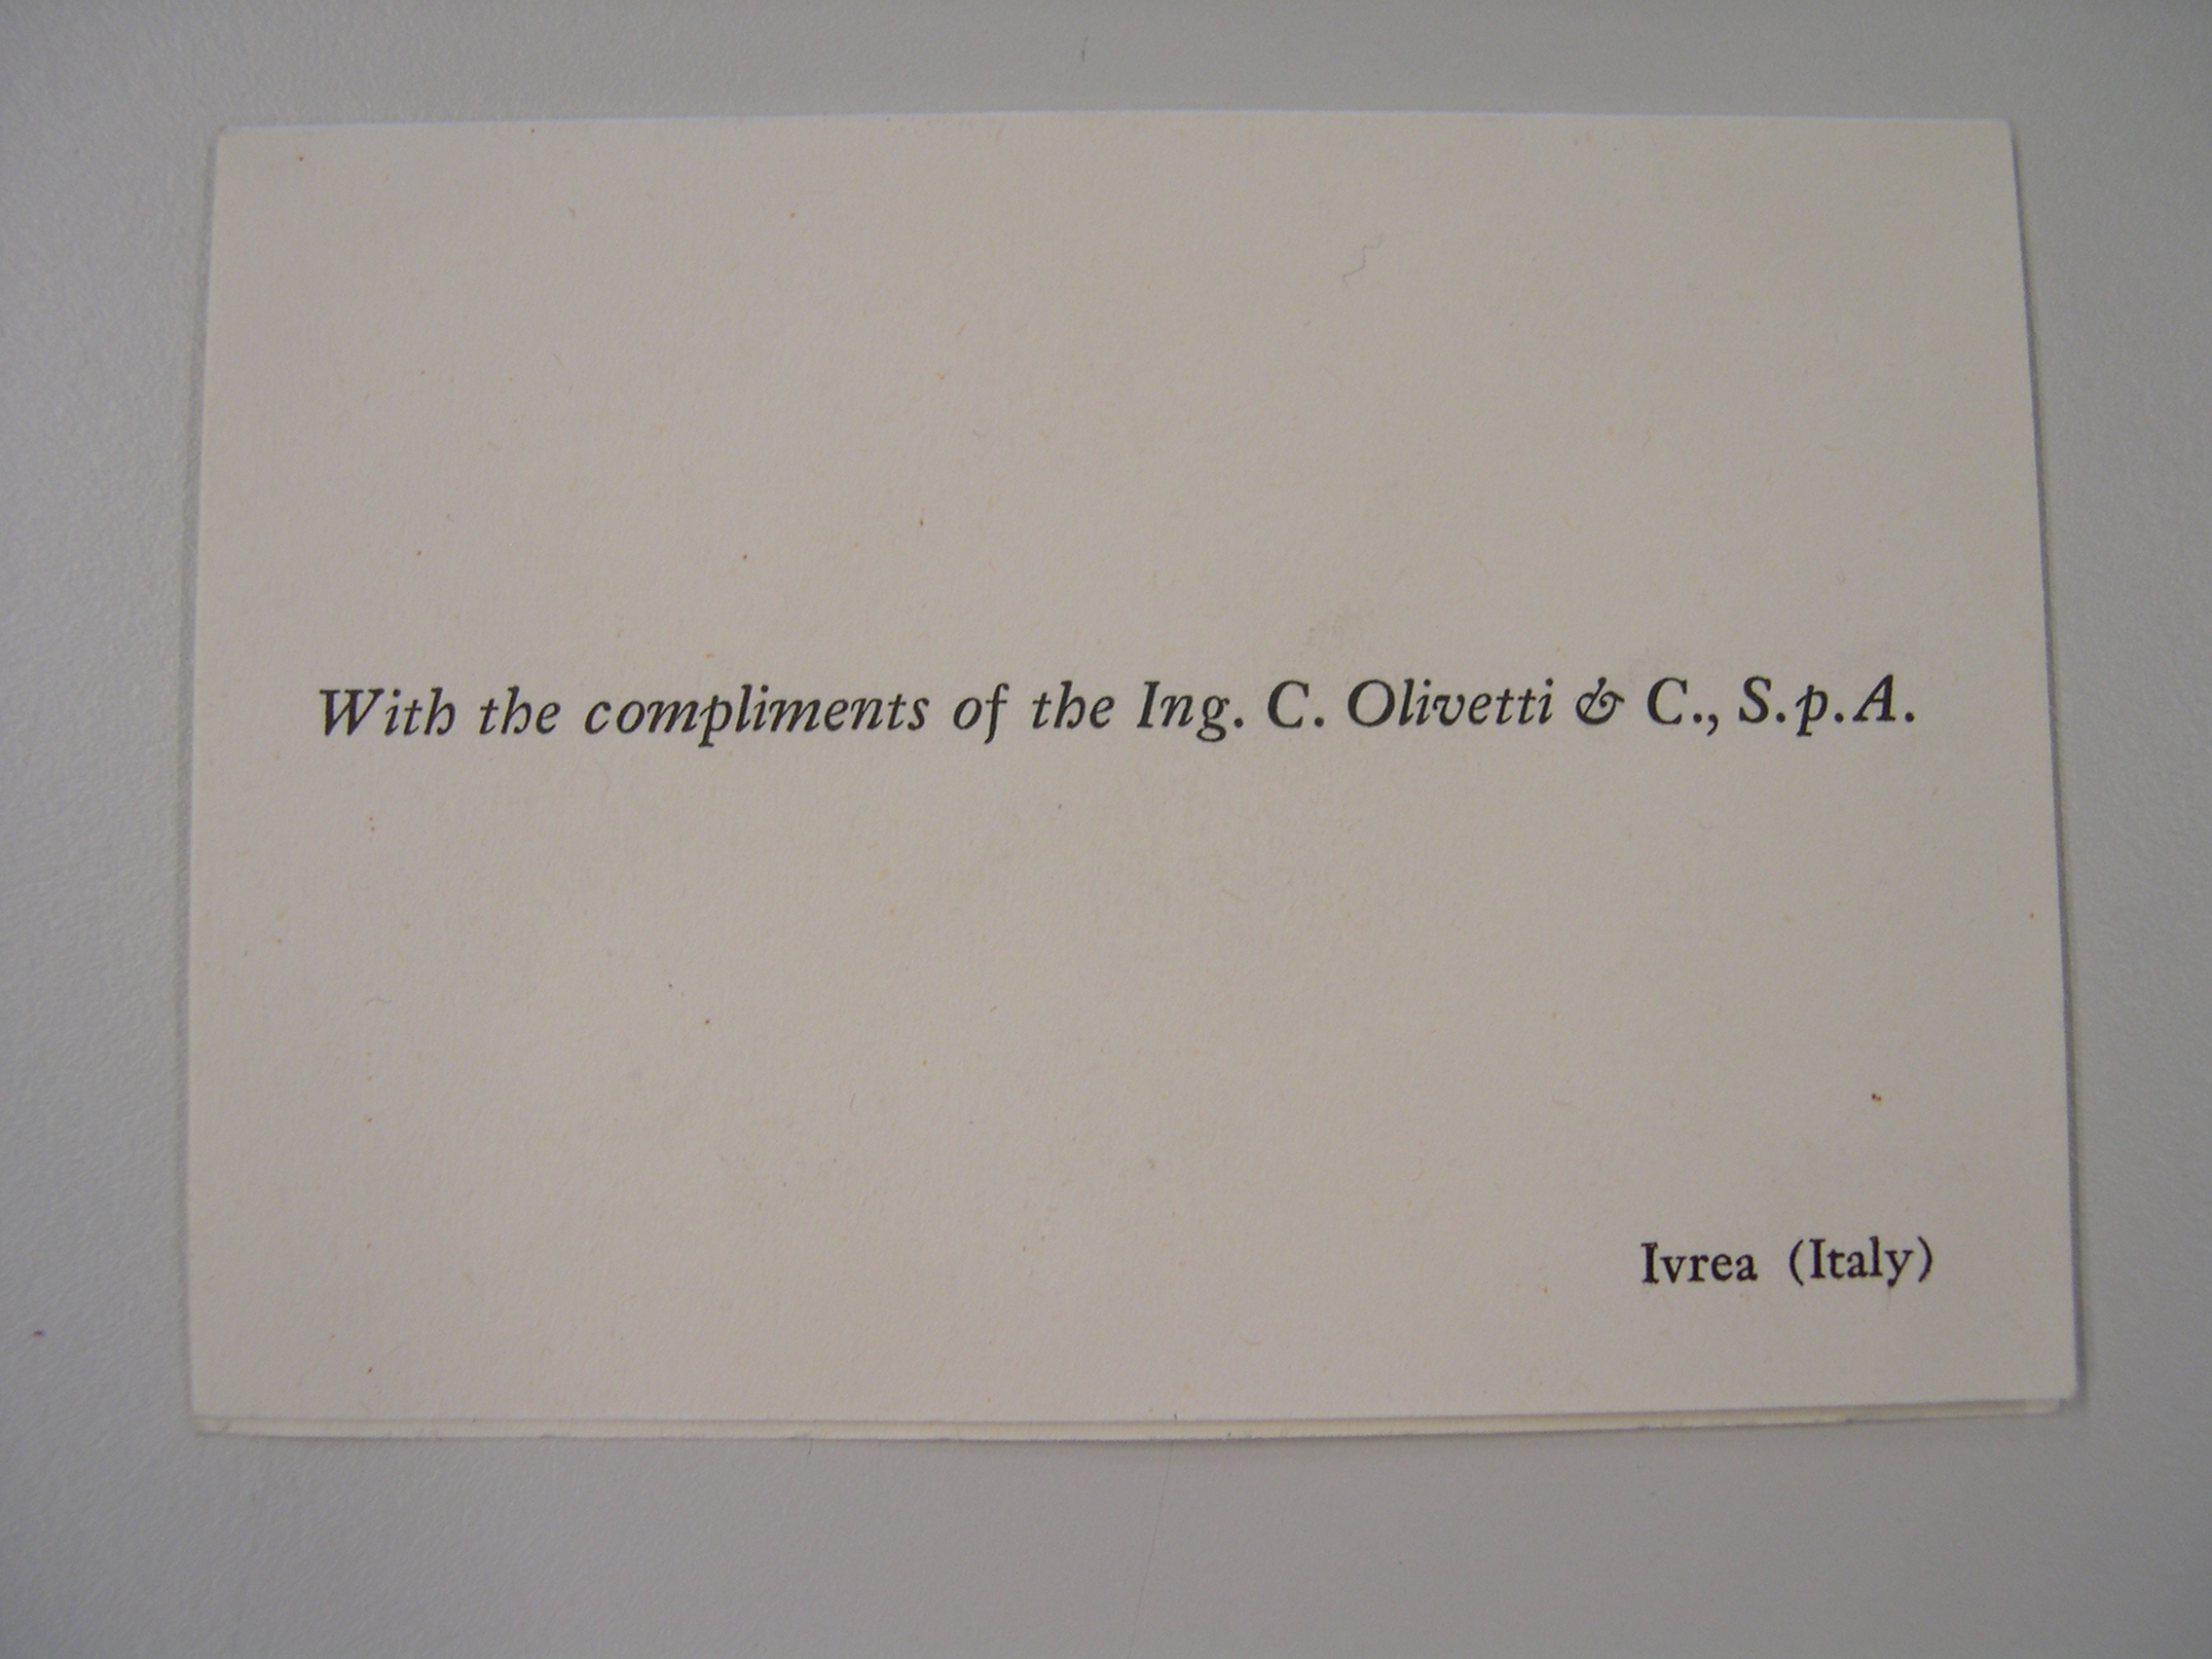 With the compliments of the Ing. C. Olivetti & C., S.p.A.
Ivrea (Italy)